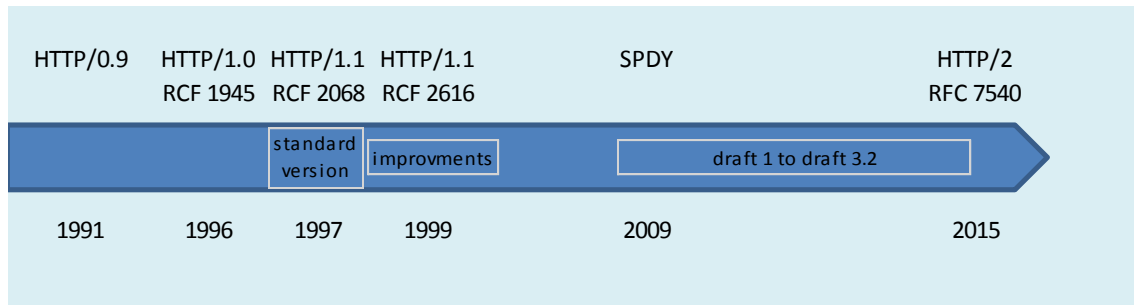 HTTP/0.9 HTTP/1.0 HTTP/1.1 HTTP/1.1 SPDY HTTP/2
RCF 1945 RCF 2068 RCF 2616 RFC 7540
standard
version
improvments
draft 1 to draft 3.2
1991 1996 1997 1999 2009 2015